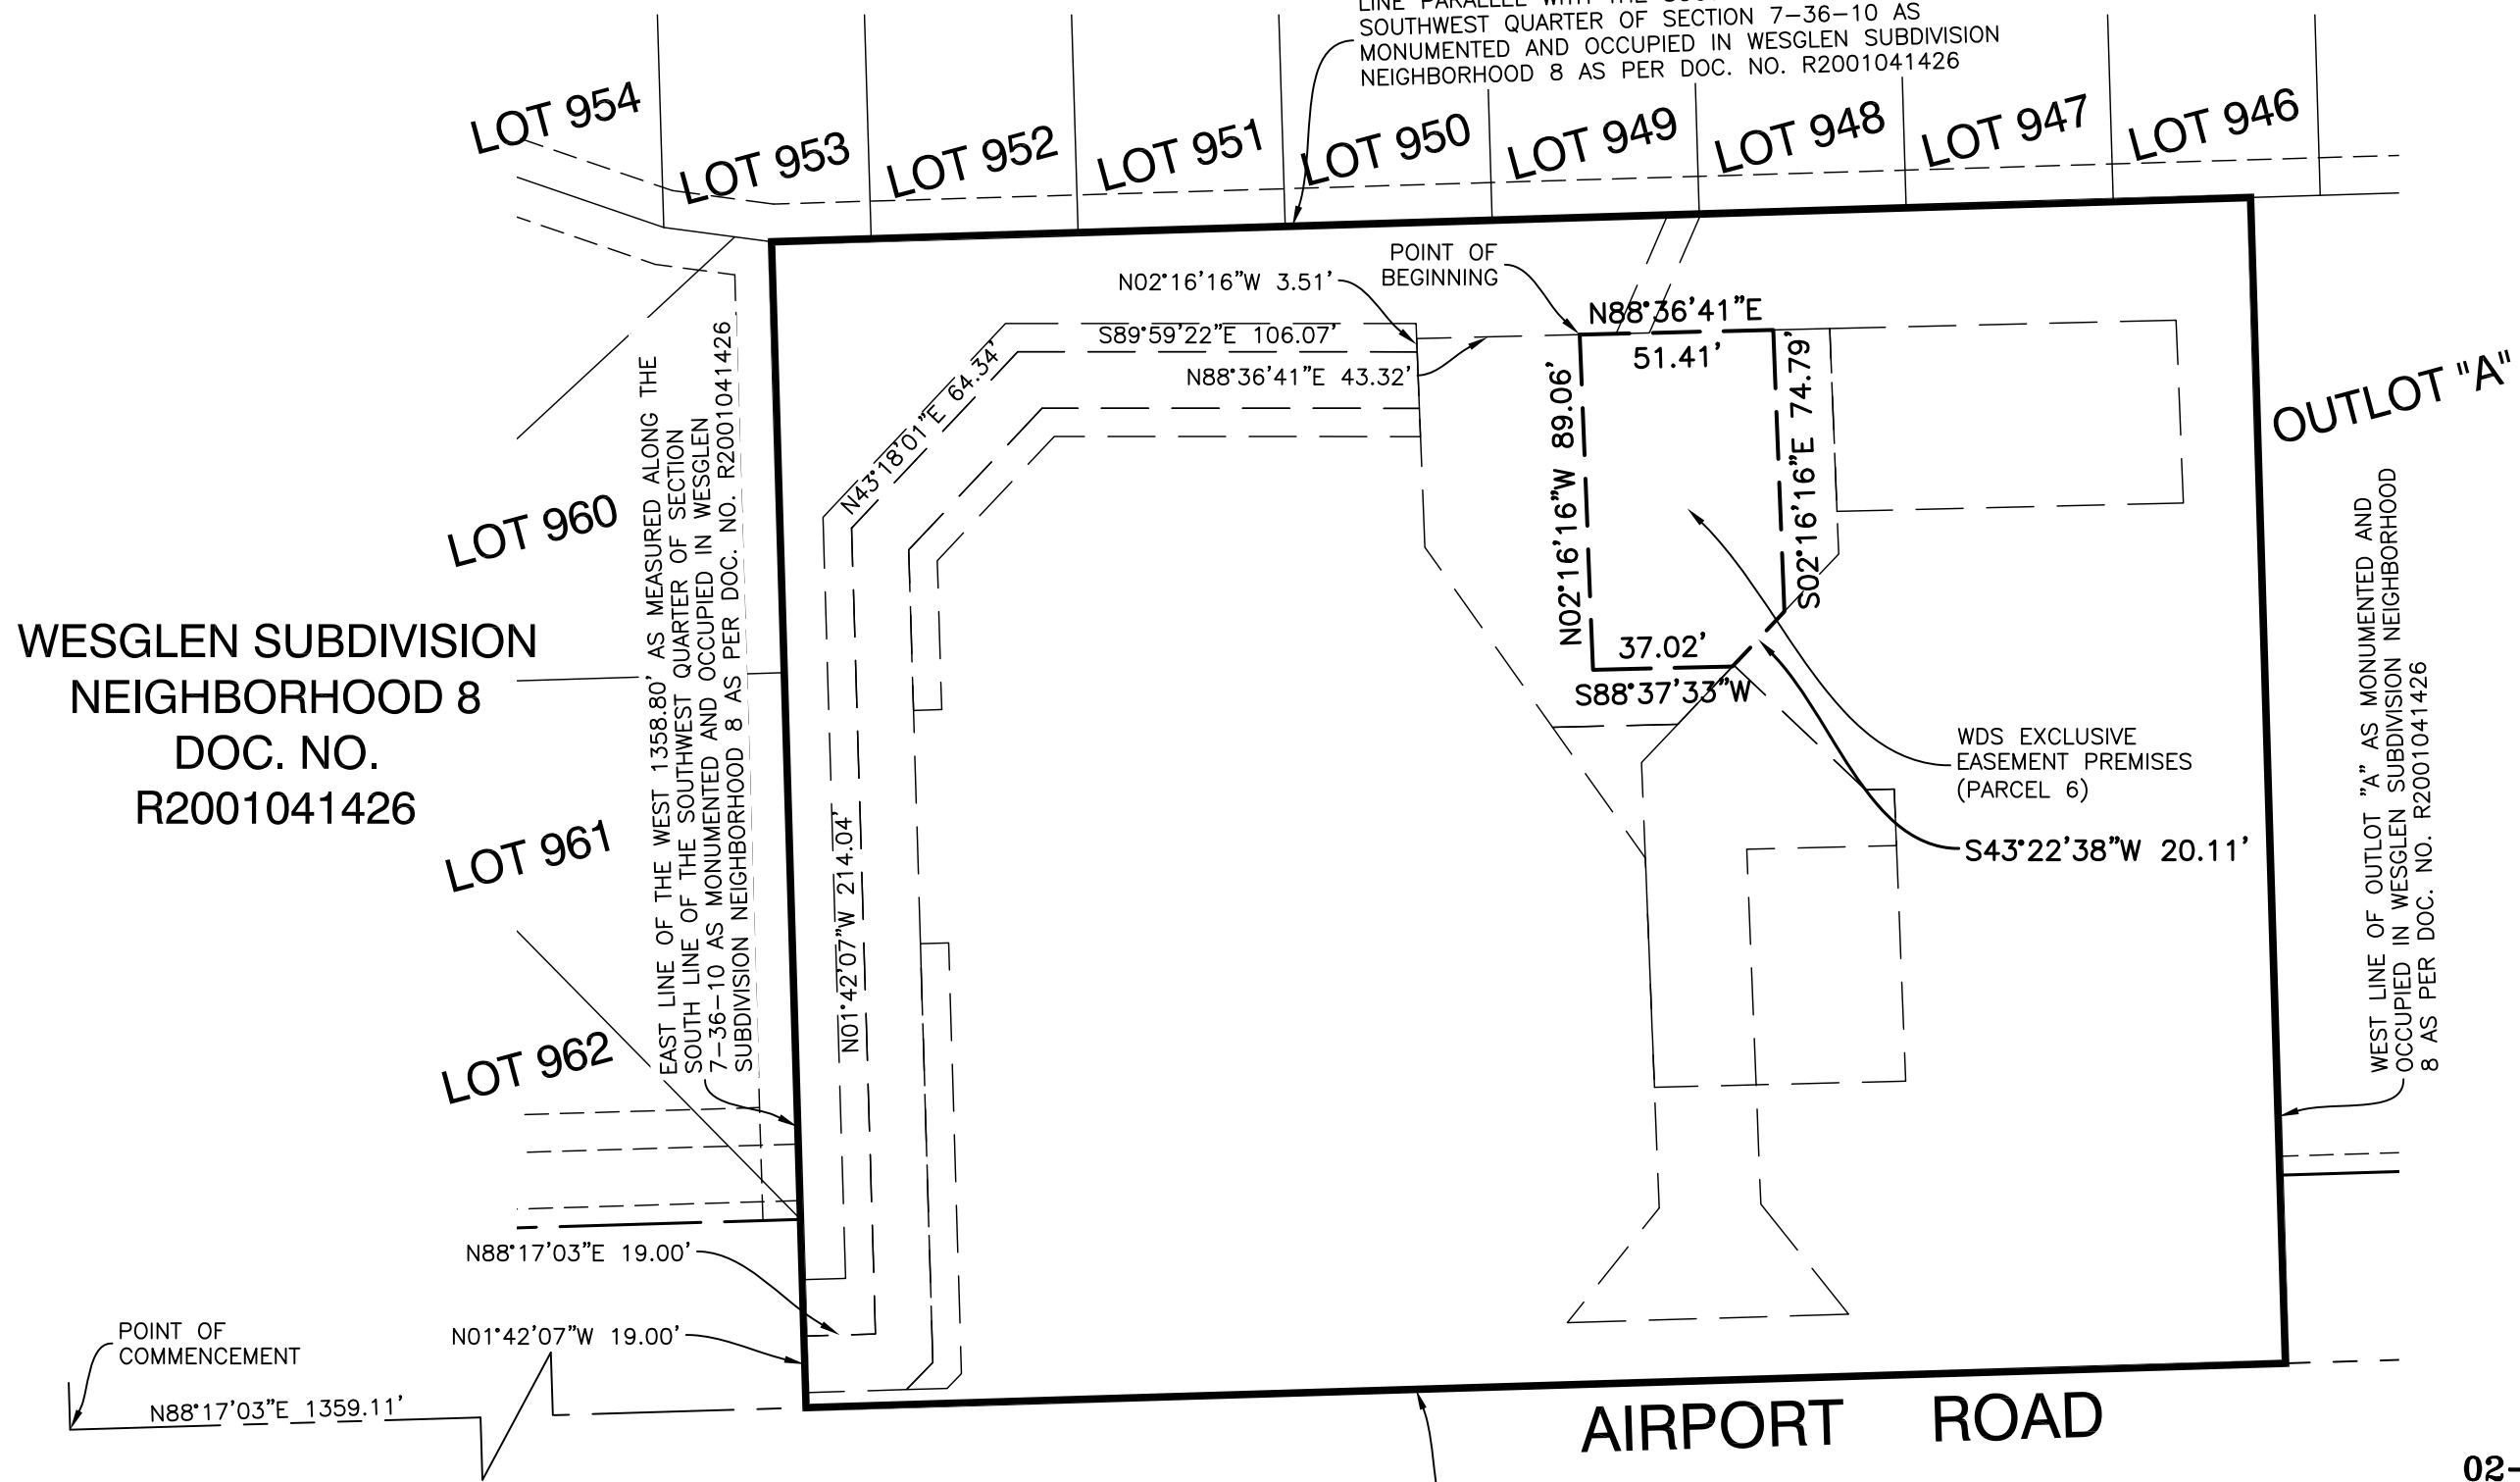 LINE PARALLEL WITH THE
SOUTHWEST QUARTER OF SECTION 7-36-10 AS
MONUMENTED AND OCCUPIED IN WESGLEN SUBDIVISION
NEIGHBORHOOD 8 AS PER DOC. NO. R2001041426
LOT 954
LOT 953
LOT 952
LOT 951
LOT 950
LOT 949
LOT 948
LOT 947
LOT 946
POINT OF
BEGINNING
N02°16'16"W 3.51'
N88°36'41"E
51.41'
S89°59'22"E 106.07'
N88°36'41"E 43.32'
N43°18'01"E 64.34'
N02°16'16"W 89.06'
S02°16'16"E 74.79'
OUTLOT "A"
37.02'
S88°37'33"W
LOT 960
WESGLEN SUBDIVISION
NEIGHBORHOOD 8
DOC. NO.
R2001041426
EAST LINE OF THE WEST 1358.80' AS MEASURED ALONG THE
SOUTH LINE OF THE SOUTHWEST QUARTER OF SECTION
7-36-10 AS MONUMENTED AND OCCUPIED IN WESGLEN
SUBDIVISION NEIGHBORHOOD 8 AS PER DOC. NO. R2001041426
WDS EXCLUSIVE
EASEMENT PREMISES
(PARCEL 6)
S43°22'38"W 20.11'
WEST LINE OF OUTLOT "A" AS MONUMENTED AND
OCCUPIED IN WESGLEN SUBDIVISION NEIGHBORHOOD
8 AS PER DOC. NO. R2001041426
LOT 961
N01°42'07"W 214.04'
LOT 962
N88°17'03"E 19.00'
N01°42'07"W 19.00'
POINT OF
COMMENCEMENT
N88°17'03"E 1359.11'
AIRPORT ROAD
02-